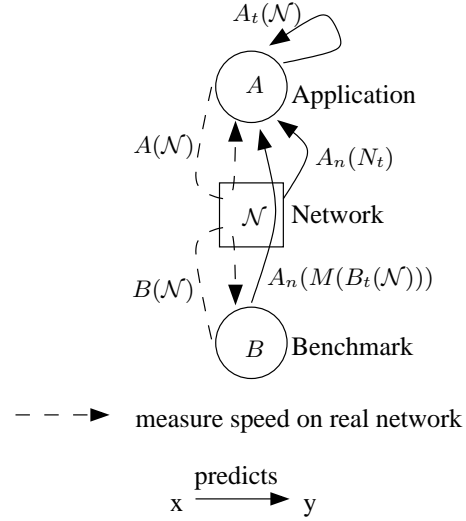 A_t(𝒩)
A
Application
A(𝒩)
A_n(N_t)
𝒩
Network
B(𝒩)
A_n(M(B_t(𝒩)))
B
Benchmark
measure speed on real network
predicts
x y